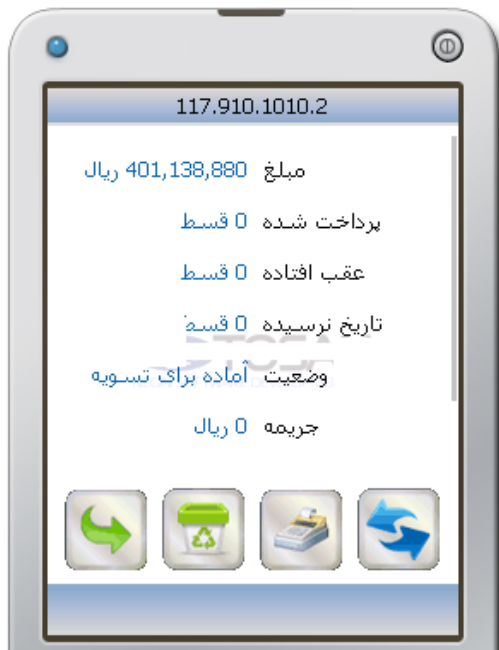 117.910.1010.2
مبلغ 401,138,880 ریال
پرداخت شده 0 قسط
عقب افتاده 0 قسط
تاریخ نرسیده 0 قسط
TOSA
وضعیت آماده برای تسویه
جریمه 0 ریال